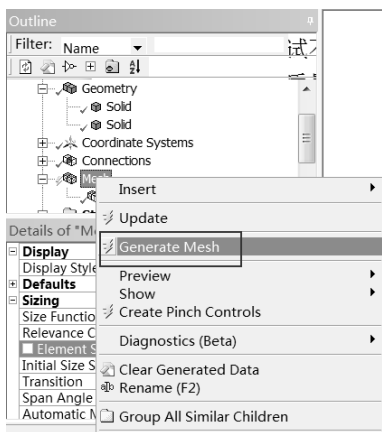 Outline
Filter: Name
Geometry
Solid
Solid
Coordinate Systems
Connections
Insert
Update
Generate Mesh
Preview
Show
Create Pinch Controls
Diagnostics (Beta)
Clear Generated Data
Rename (F2)
Group All Similar Children
Details of "M
Display
Display Style
Defaults
Sizing
Size Functio
Relevance C
Element S
Initial Size S
Transition
Span Angle
Automatic